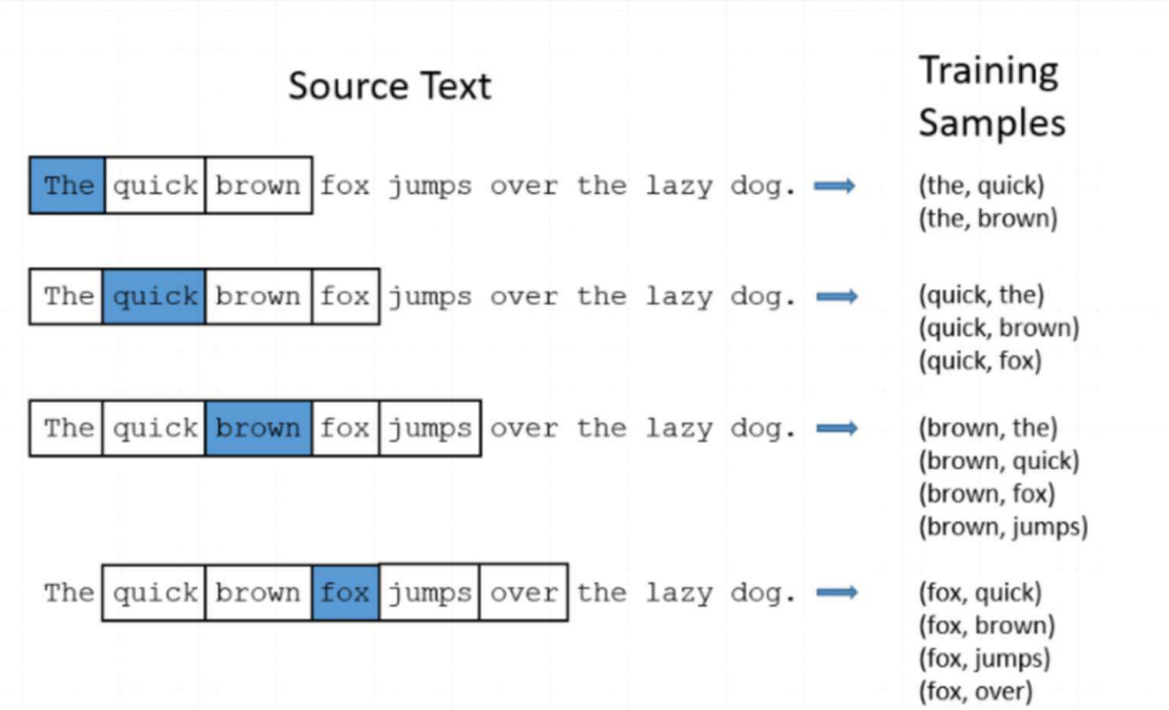 Source Text
Training
Samples
The quick brown fox jumps over the lazy dog.
(the, quick)
(the, brown)
The quick brown fox jumps over the lazy dog.
(quick, the)
(quick, brown)
(quick, fox)
The quick brown fox jumps over the lazy dog.
(brown, the)
(brown, quick)
(brown, fox)
(brown, jumps)
The quick brown fox jumps over the lazy dog.
(fox, quick)
(fox, brown)
(fox, jumps)
(fox, over)